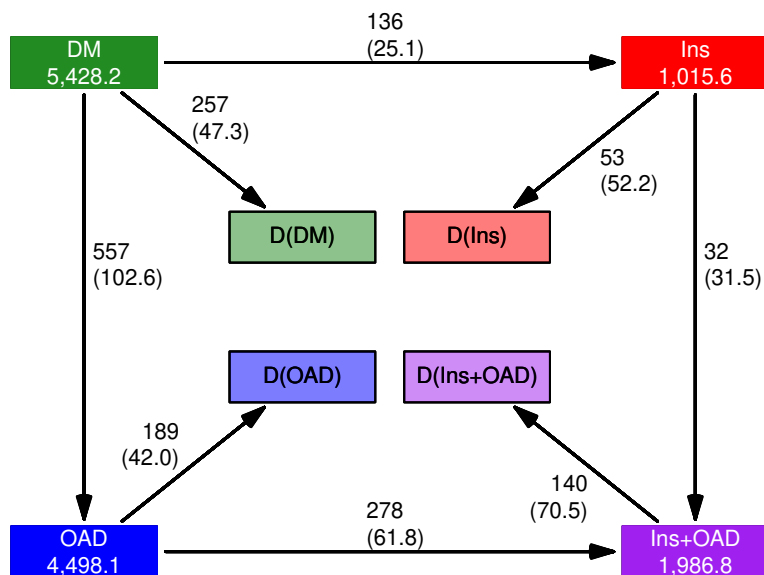 136
(25.1)
DM
5,428.2
Ins
1,015.6
257
(47.3)
53
(52.2)
D(DM)
D(Ins)
557
(102.6)
32
(31.5)
D(OAD)
D(Ins+OAD)
189
(42.0)
140
(70.5)
278
(61.8)
OAD
4,498.1
Ins+OAD
1,986.8